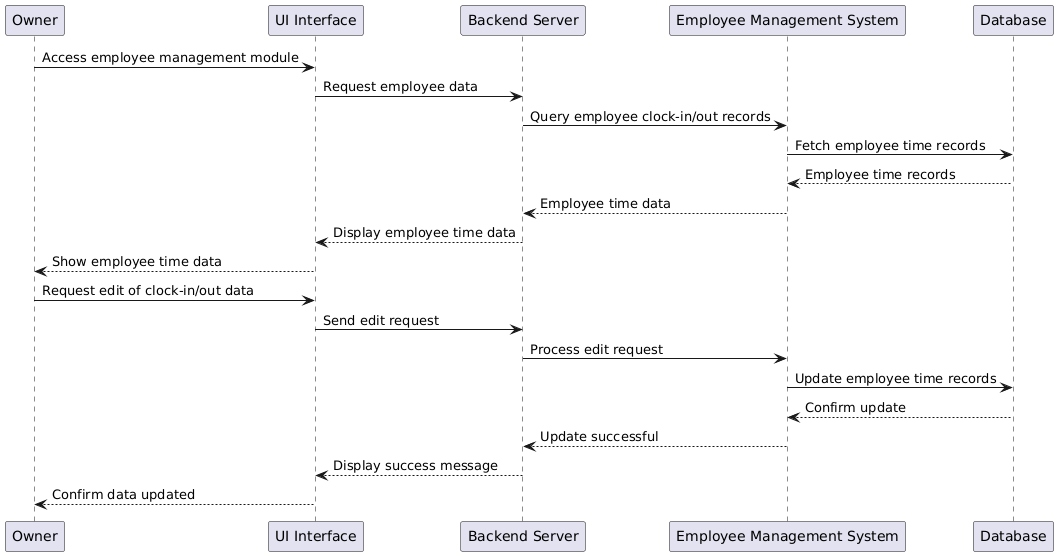 Owner
UI Interface
Backend Server
Employee Management System
Database
Access employee management module
Request employee data
Query employee clock-in/out records
Fetch employee time records
Employee time records
Employee time data
Display employee time data
Show employee time data
Request edit of clock-in/out data
Send edit request
Process edit request
Update employee time records
Confirm update
Update successful
Display success message
Confirm data updated
Owner
UI Interface
Backend Server
Employee Management System
Database